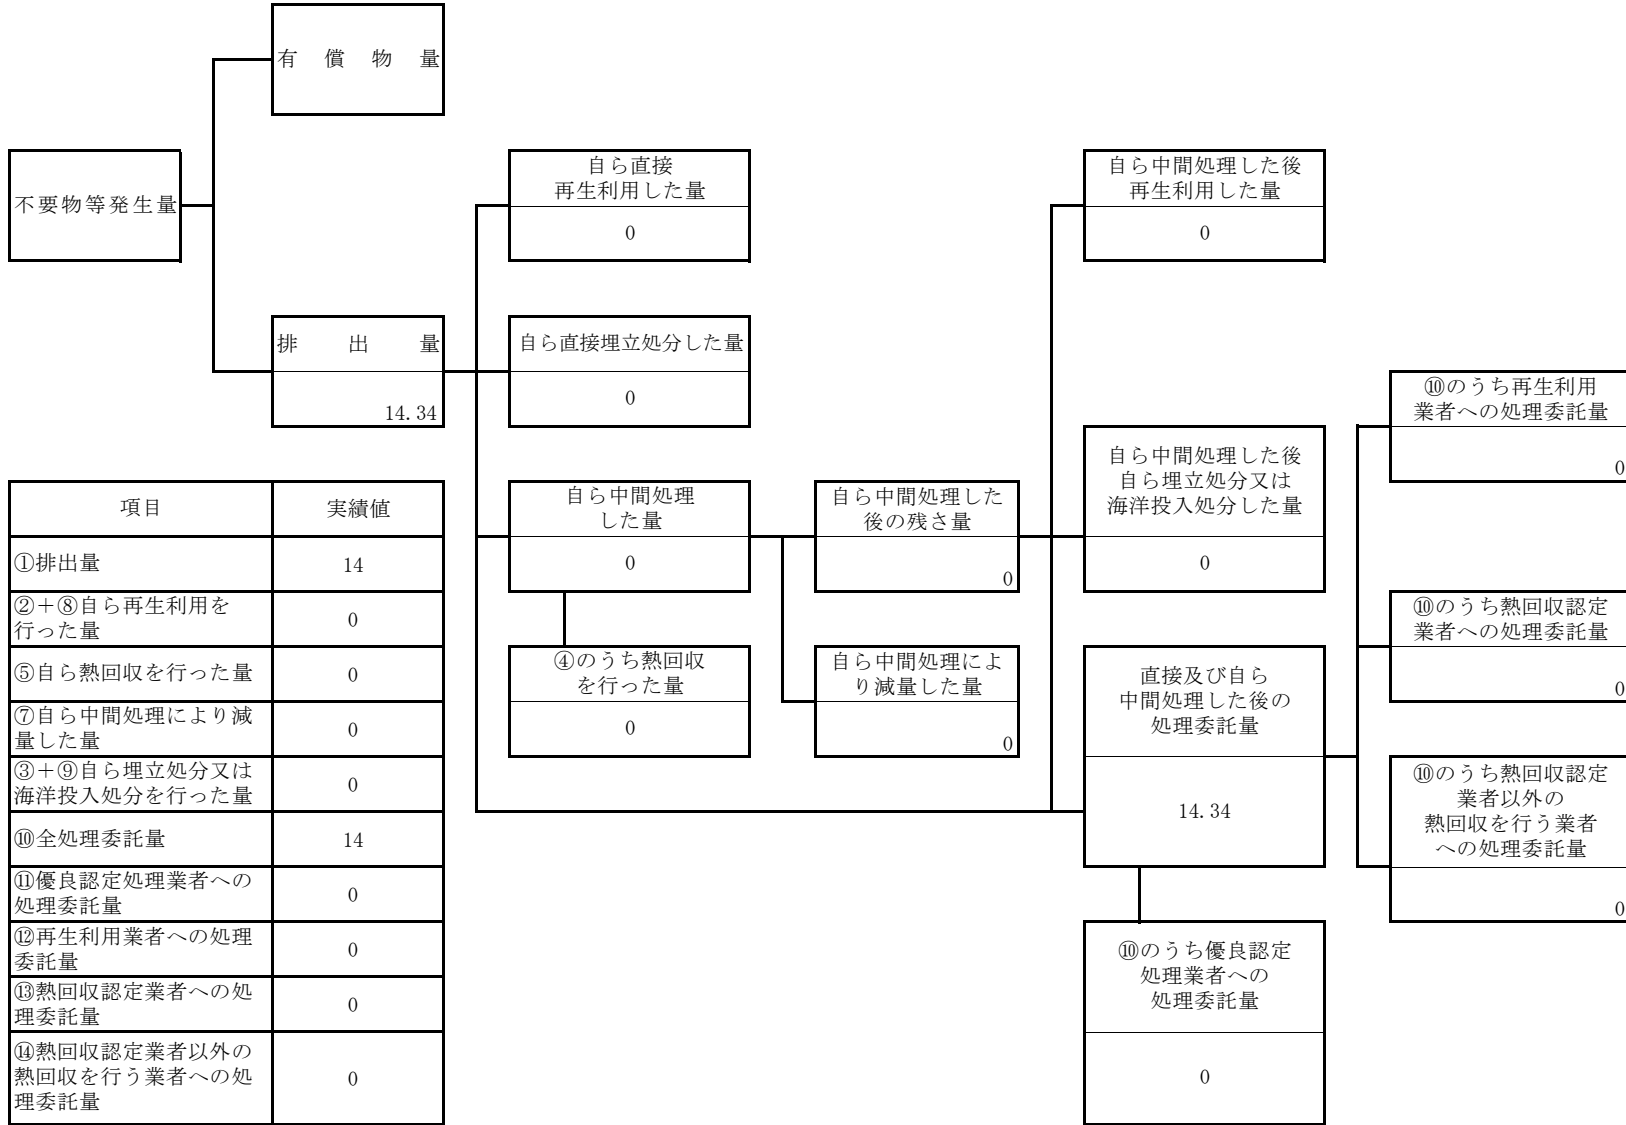 有償物量
不要物等発生量
自ら直接
再生利用した量
0
自ら中間処理した後
再生利用した量
0
排出量
14.34
自ら直接埋立処分した量
0
⑩のうち再生利用
業者への処理委託量
0
自ら中間処理
した量
0
自ら中間処理した
後の残さ量
0
自ら中間処理した後
自ら埋立処分又は
海洋投入処分した量
0
⑩のうち熱回収認定
業者への処理委託量
0
④のうち熱回収
を行った量
0
自ら中間処理によ
り減量した量
0
直接及び自ら
中間処理した後の
処理委託量
14.34
⑩のうち熱回収認定
業者以外の
熱回収を行う業者
への処理委託量
0
⑩のうち優良認定
処理業者への
処理委託量
0
項目 実績値
①排出量 14
②＋⑧自ら再生利用を
行った量 0
⑤自ら熱回収を行った量 0
⑦自ら中間処理により減
量した量 0
③＋⑨自ら埋立処分又は
海洋投入処分を行った量 0
⑩全処理委託量 14
⑪優良認定処理業者への
処理委託量 0
⑫再生利用業者への処理
委託量 0
⑬熱回収認定業者への処
理委託量 0
⑭熱回収認定業者以外の
熱回収を行う業者への処
理委託量 0